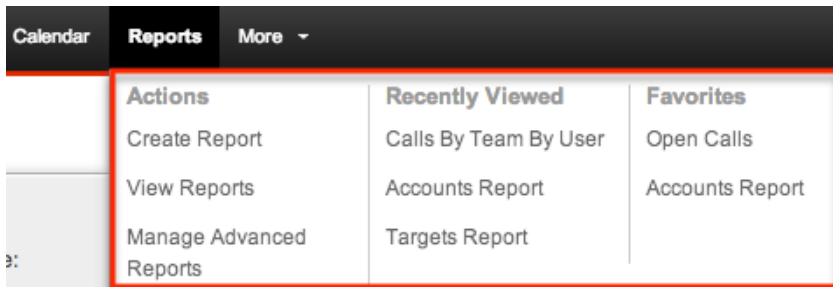 Calendar Reports More
Actions Recently Viewed Favorites
Create Report Calls By Team By User Open Calls
View Reports Accounts Report Accounts Report
Manage Advanced Targets Report
Reports
e: